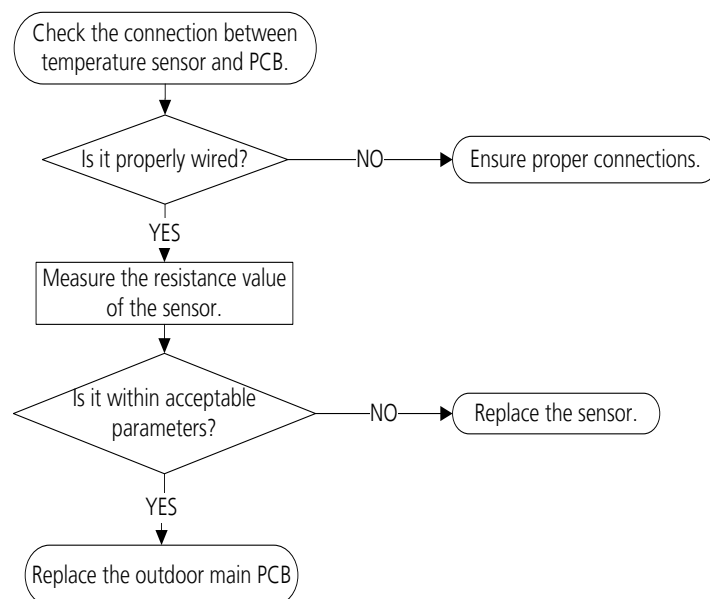 Check the connection between
temperature sensor and PCB.
Is it properly wired?
NO
Ensure proper connections.
YES
Measure the resistance value
of the sensor.
Is it within acceptable
parameters?
NO
Replace the sensor.
YES
Replace the outdoor main PCB